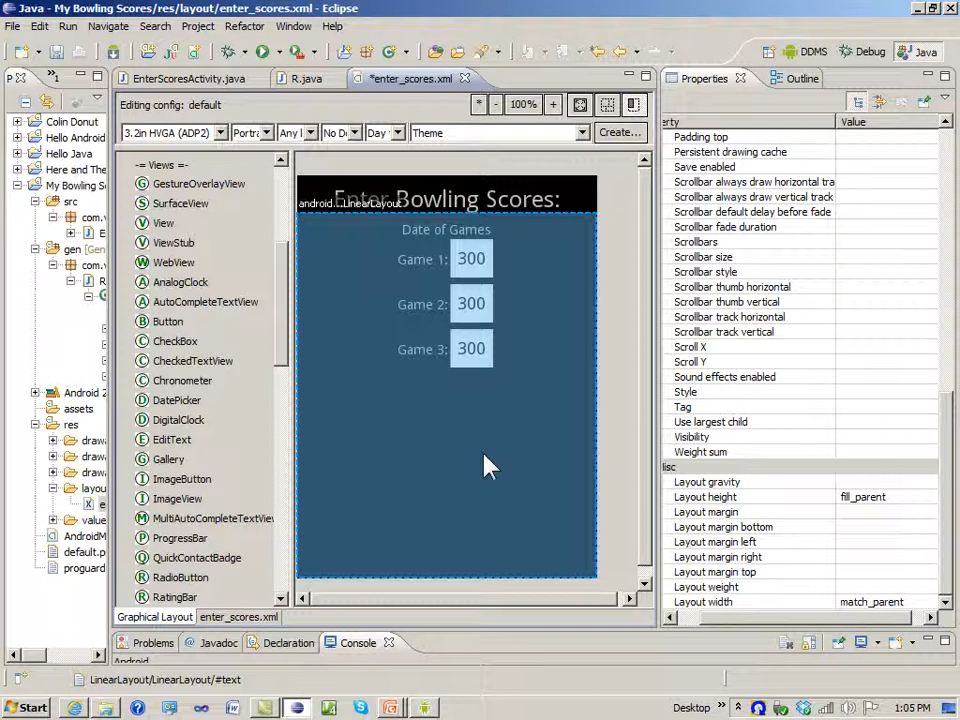 Java - My Bowling Scores/res/layout/enter_scores.xml - Eclipse
File Edit Run Navigate Search Project Refactor Window Help
DDMS Debug Java
P 1 EnterScoresActivity.java R.java *enter_scores.xml Properties Outline
Editing config: default
* - 100% +
3.2in HVGA (ADP2) Portra Any l No D Day Theme Create...
Colin Donut
Hello Android
Hello Java
Here and The
My Bowling S
src
com.v
E
gen [Gen
com.v
R
Android 2
assets
res
drawa
drawa
drawa
layou
e
value
AndroidM
default.p
proguard
-= Views =-
GestureOverlayView
SurfaceView
View
ViewStub
WebView
AnalogClock
AutoCompleteTextView
Button
CheckBox
CheckedTextView
Chronometer
DatePicker
DigitalClock
EditText
Gallery
ImageButton
ImageView
MultiAutoCompleteTextView
ProgressBar
QuickContactBadge
RadioButton
RatingBar
Enter Bowling Scores:
android...LinearLayout
Date of Games
Game 1: 300
Game 2: 300
Game 3: 300
erty Value
Padding top
Persistent drawing cache
Save enabled
Scrollbar always draw horizontal tra
Scrollbar always draw vertical track
Scrollbar default delay before fade
Scrollbar fade duration
Scrollbars
Scrollbar size
Scrollbar style
Scrollbar thumb horizontal
Scrollbar thumb vertical
Scrollbar track horizontal
Scrollbar track vertical
Scroll X
Scroll Y
Sound effects enabled
Style
Tag
Use largest child
Visibility
Weight sum
isc
Layout gravity
Layout height fill_parent
Layout margin
Layout margin bottom
Layout margin left
Layout margin right
Layout margin top
Layout weight
Layout width match_parent
Graphical Layout enter_scores.xml
Problems @ Javadoc Declaration Console
Android
LinearLayout/LinearLayout/#text
Start Desktop 1:05 PM